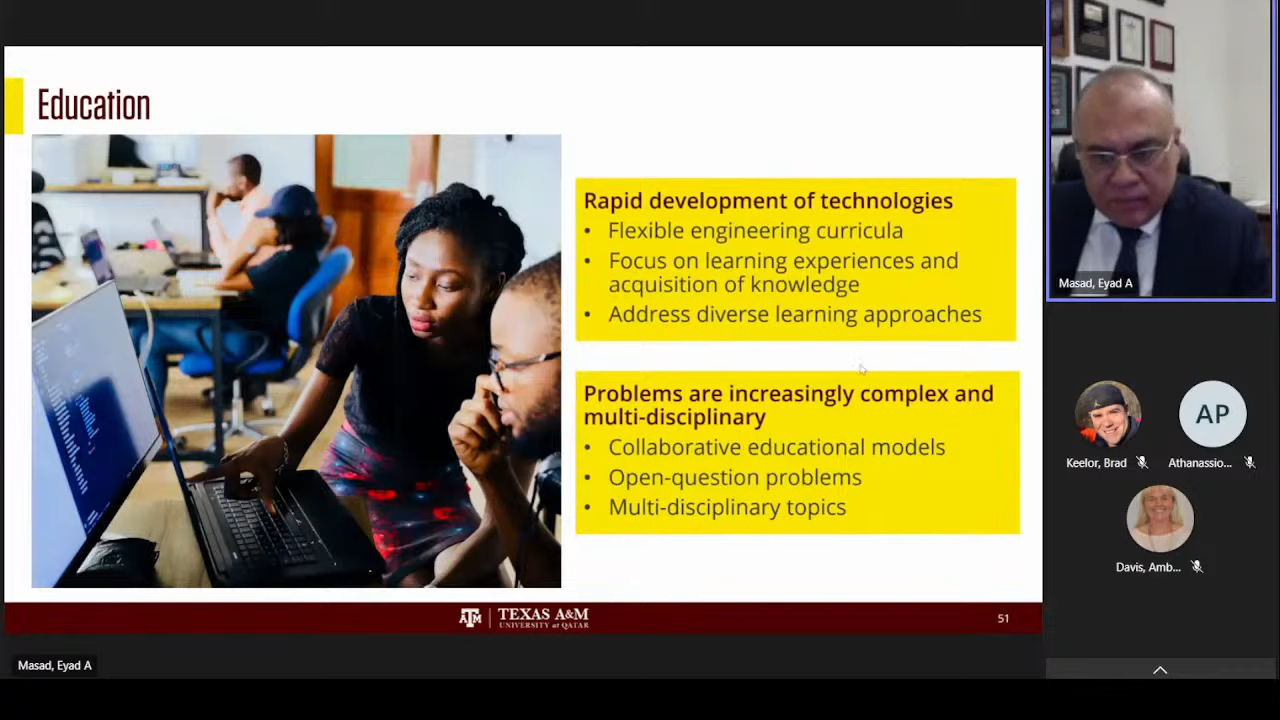 Education
Rapid development of technologies
• Flexible engineering curricula
• Focus on learning experiences and
acquisition of knowledge
• Address diverse learning approaches
Problems are increasingly complex and
multi-disciplinary
• Collaborative educational models
• Open-question problems
• Multi-disciplinary topics
ATM
TEXAS A&M
UNIVERSITY at QATAR
51
Masad, Eyad A
Masad, Eyad A
AP
Keelor, Brad
Athanassio...
Davis, Amb...